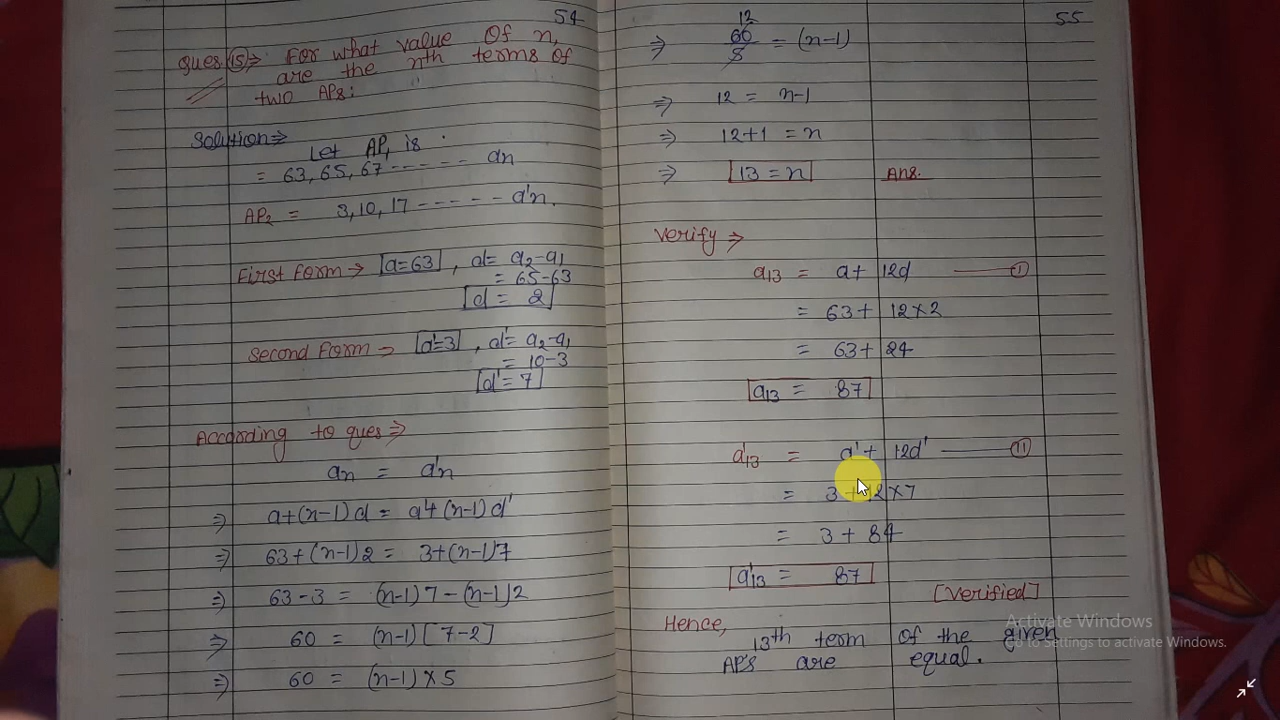 54
Ques (15) ⇒ For what value of n,
are the nth terms of
two APs:
Solution ⇒
Let AP₁ is
= 63, 65, 67 ------ an
AP₂ = 3, 10, 17 ----- a'n.
First form → a=63 , d = a₂-a₁
= 65-63
d = 2
Second form → a'=3 , d' = a₂-a₁
= 10-3
d' = 7
According to ques ⇒
an = a'n
⇒ a+(n-1)d = a'+(n-1)d'
⇒ 63+(n-1)2 = 3+(n-1)7
⇒ 63-3 = (n-1)7-(n-1)2
⇒ 60 = (n-1)[7-2]
⇒ 60 = (n-1)×5
55
12
⇒ 60/5 = (n-1)
⇒ 12 = n-1
⇒ 12+1 = n
⇒ 13 = n Ans.
Verify ⇒
a₁₃ = a+12d —— (I)
= 63+12×2
= 63+24
a₁₃ = 87
a'₁₃ = a'+12d' —— (II)
= 3+12×7
= 3+84
a'₁₃ = 87
[Verified]
Hence,
13th term of the given
AP's are equal.
Activate Windows
Go to Settings to activate Windows.